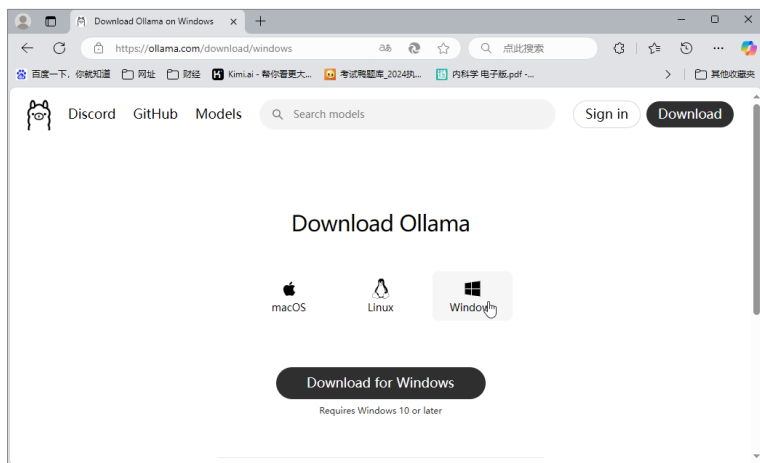 Download Ollama on Windows
https://ollama.com/download/windows
点此搜索
百度一下，你就知道 网址 财经 Kimi.ai - 帮你看更大... 考试鸭题库_2024执... 内科学 电子版.pdf -... 其他收藏夹
Discord GitHub Models Search models Sign in Download
Download Ollama
macOS Linux Windows
Download for Windows
Requires Windows 10 or later